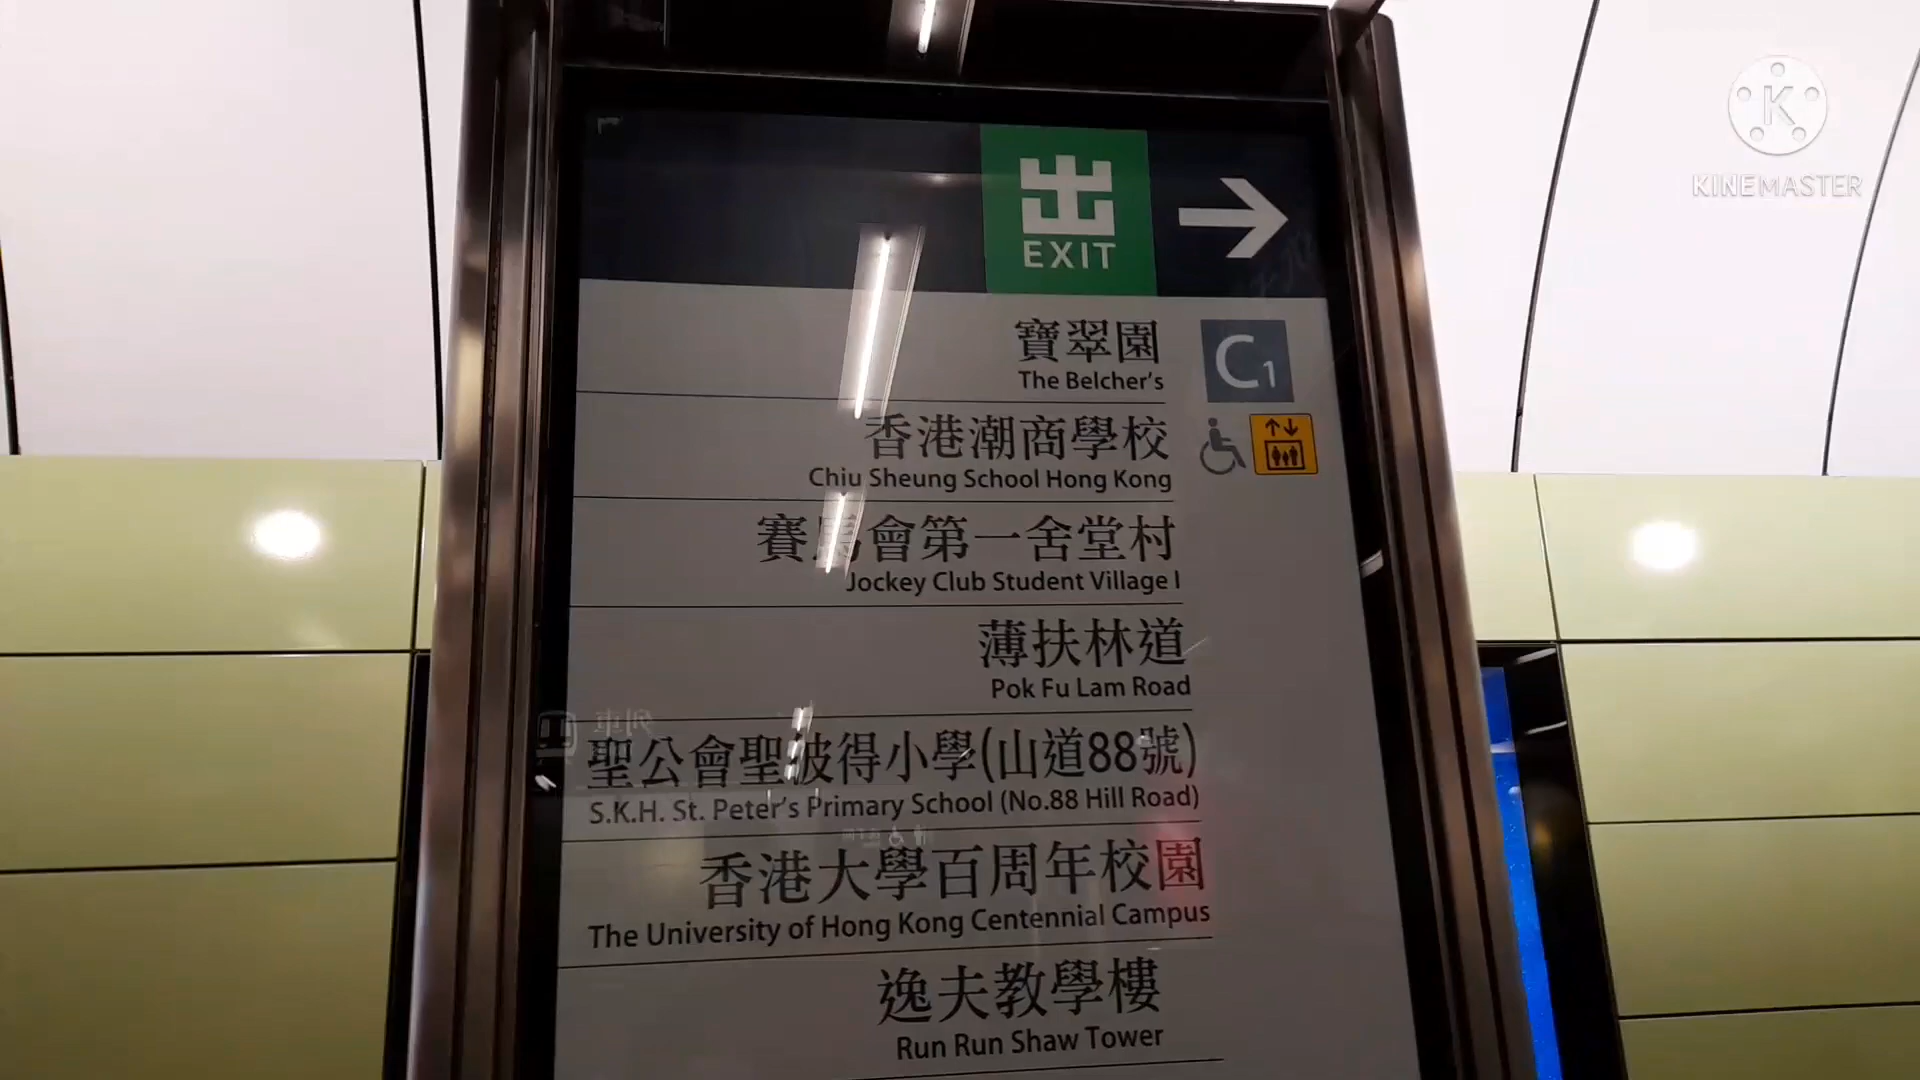 出
EXIT
K
KINEMASTER
寶翠園
The Belcher's
C1
香港潮商學校
Chiu Sheung School Hong Kong
賽馬會第一舍堂村
Jockey Club Student Village I
薄扶林道
Pok Fu Lam Road
列車
聖公會聖彼得小學(山道88號)
S.K.H. St. Peter's Primary School (No.88 Hill Road)
香港大學百周年校園
The University of Hong Kong Centennial Campus
逸夫教學樓
Run Run Shaw Tower